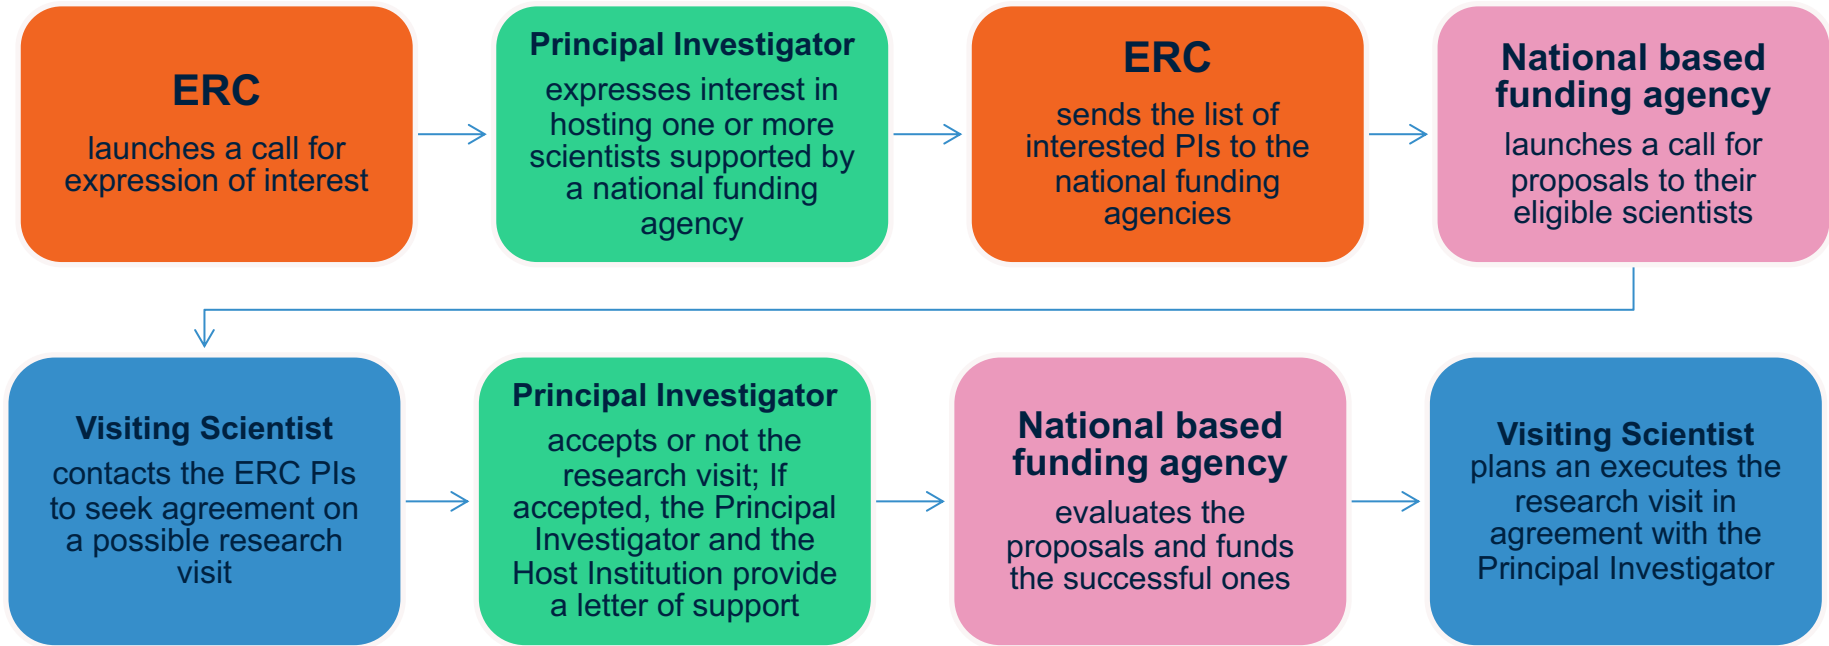 ERC
launches a call for
expression of interest
Principal Investigator
expresses interest in
hosting one or more
scientists supported by
a national funding
agency
ERC
sends the list of
interested PIs to the
national funding
agencies
National based
funding agency
launches a call for
proposals to their
eligible scientists
Visiting Scientist
contacts the ERC PIs
to seek agreement on
a possible research
visit
Principal Investigator
accepts or not the
research visit; If
accepted, the Principal
Investigator and the
Host Institution provide
a letter of support
National based
funding agency
evaluates the
proposals and funds
the successful ones
Visiting Scientist
plans an executes the
research visit in
agreement with the
Principal Investigator